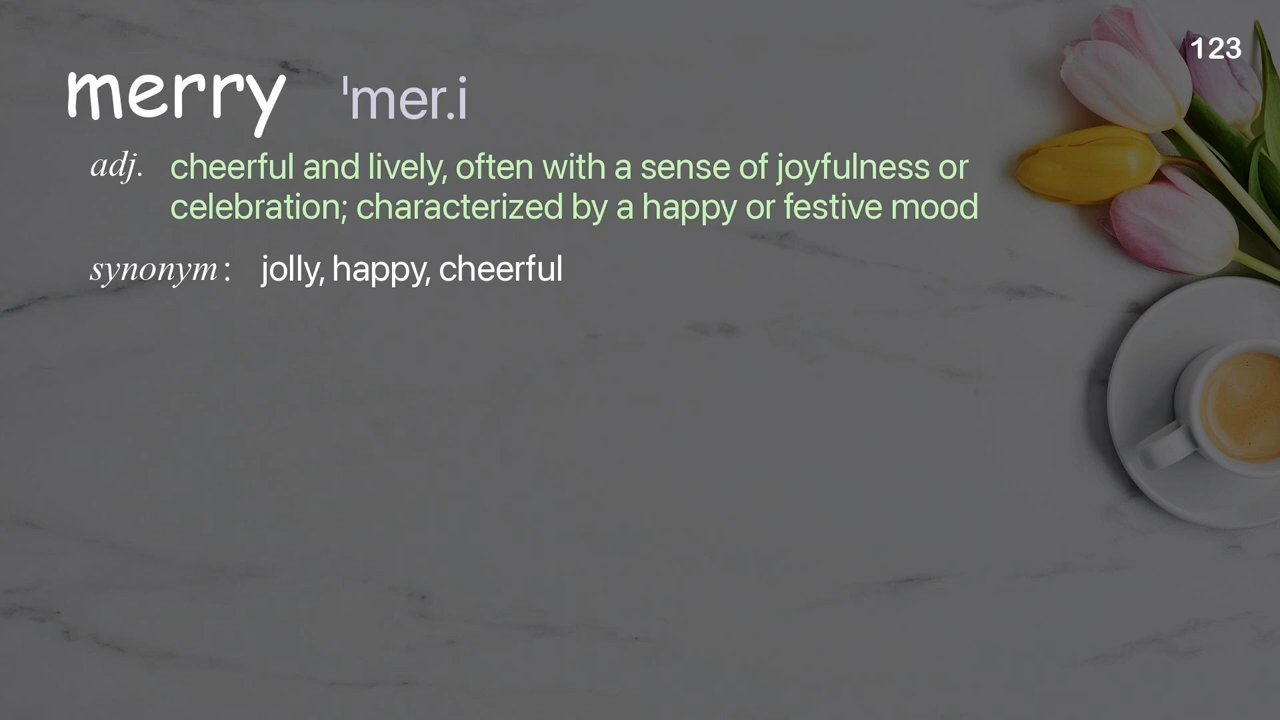 123
merry ˈmer.i
adj. cheerful and lively, often with a sense of joyfulness or
celebration; characterized by a happy or festive mood
synonym: jolly, happy, cheerful